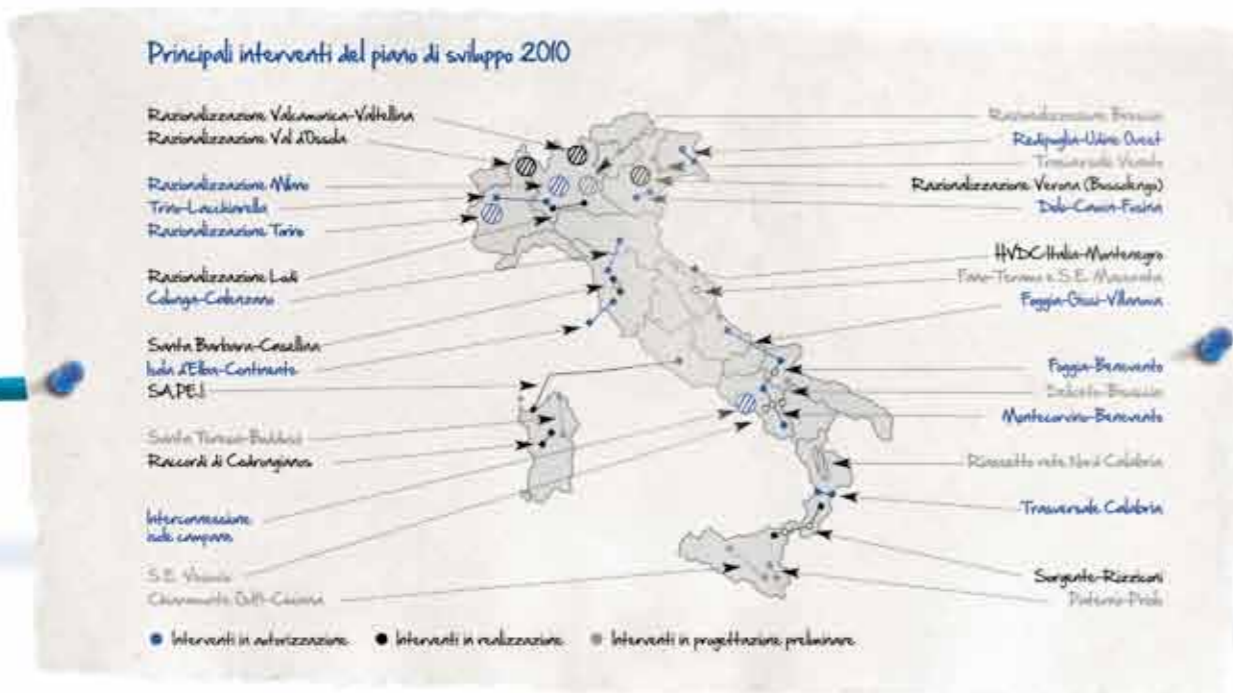 Principali interventi del piano di sviluppo 2010
Razionalizzazione Valcamonica-Valtellina
Razionalizzazione Val d'Ossola
Razionalizzazione Milano
Trino-Lacchiarella
Razionalizzazione Torino
Razionalizzazione Lodi
Calenzano
Santa Barbara-Casellina
Isola d'Elba-Continente
SA.PE.I
Santa Teresa-Buddusò
Raccordi di Codrongianos
Interconnessione
isole campane
S.E. Vesuvio
Razionalizzazione Brescia
Redipuglia-Udine Ovest
Trasversale Veneto
Razionalizzazione Verona (Bussolengo)
Dolo-Camin-Fusina
HVDC Italia-Montenegro
Fano-Teramo e S.E. Macerata
Foggia-Gissi-Villanova
Foggia-Benevento
Deliceto-Bisaccia
Montecorvino-Benevento
Riassetto rete Nord Calabria
Trasversale Calabria
Sorgente-Rizziconi
Paternò-Priolo
Interventi in autorizzazione
Interventi in realizzazione
Interventi in progettazione preliminare